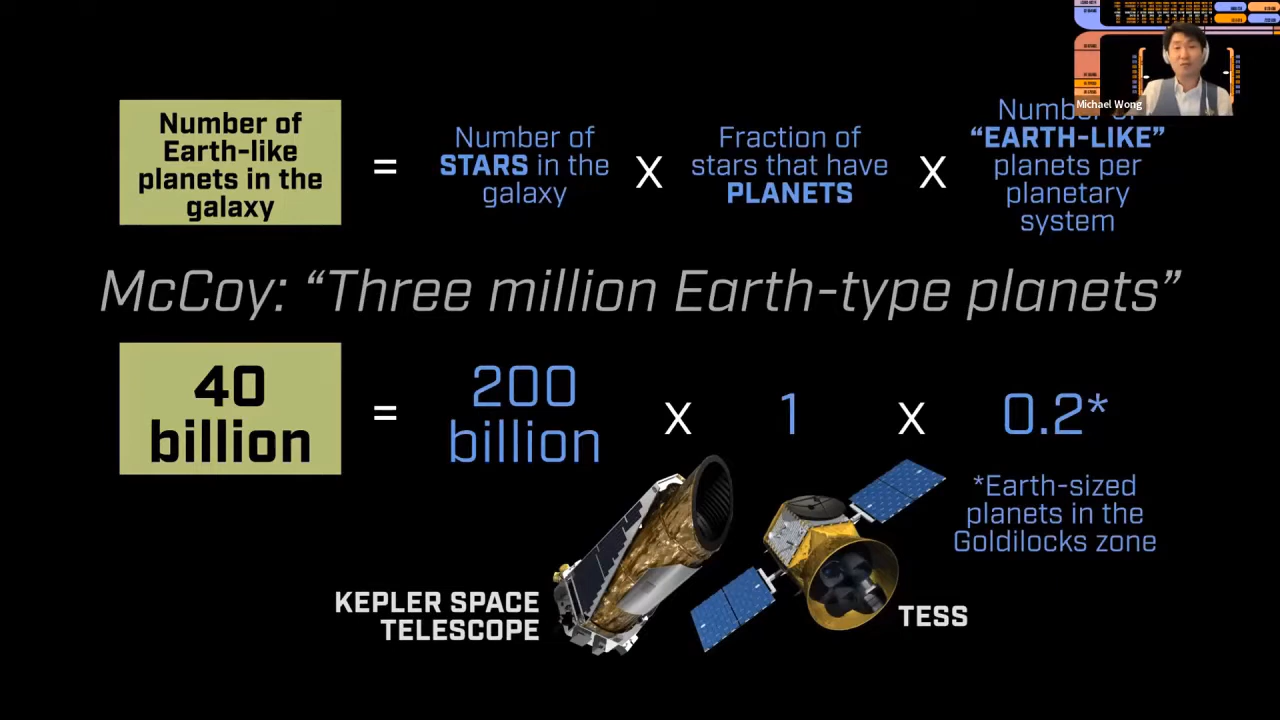 Michael Wong
Number of
Earth-like
planets in the
galaxy
=
Number of
STARS in the
galaxy
X
Fraction of
stars that have
PLANETS
X
Number of
“EARTH-LIKE”
planets per
planetary
system
McCoy: “Three million Earth-type planets”
40
billion
=
200
billion
X
1
X
0.2*
*Earth-sized
planets in the
Goldilocks zone
KEPLER SPACE
TELESCOPE
TESS